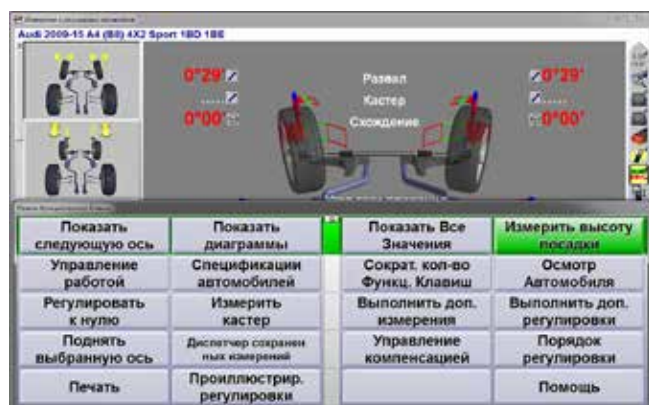 Audi 2009-15 A4 (B8) 4X2 Sport 1BD 1BE
0°29' Развал 0°29'
..... Кастер .....
0°00' Схождение 0°00'
Показать следующую ось
Показать диаграммы
Показать Все Значения
Измерить высоту посадки
Управление работой
Спецификации автомобилей
Сократ. кол-во Функц. Клавиш
Осмотр Автомобиля
Регулировать к нулю
Измерить кастер
Выполнить доп. измерения
Выполнить доп. регулировки
Поднять выбранную ось
Диспетчер сохранен ных измерений
Управление компенсацией
Порядок регулировки
Печать
Проиллюстрир. регулировки
Помощь